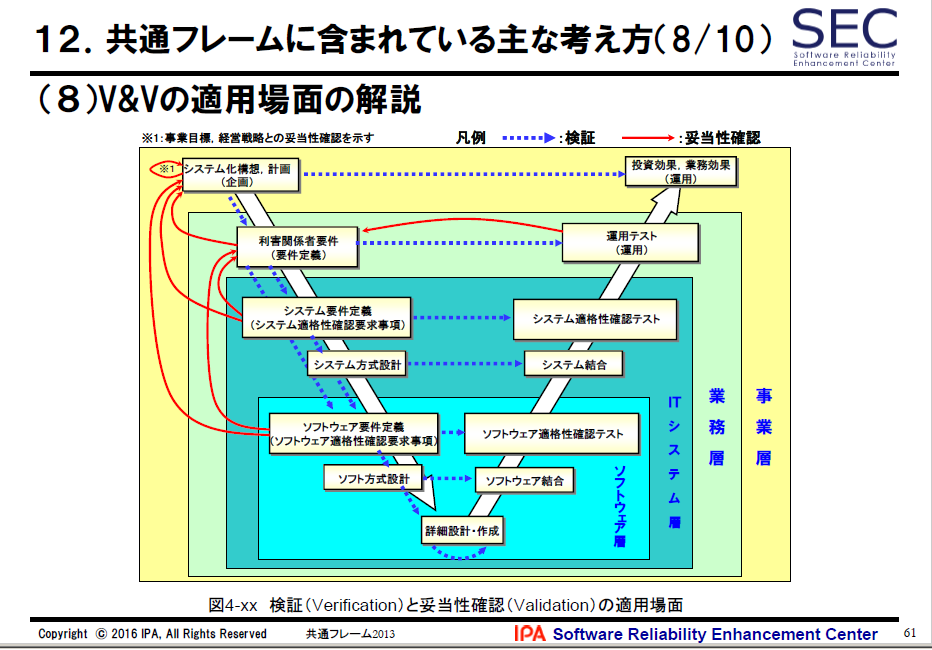 12．共通フレームに含まれている主な考え方（8/10）
SEC
Software Reliability
Enhancement Center
（8）V&Vの適用場面の解説
※1：事業目標，経営戦略との妥当性確認を示す
凡例
：検証
：妥当性確認
※1
システム化構想，計画
（企画）
投資効果，業務効果
（運用）
利害関係者要件
（要件定義）
運用テスト
（運用）
システム要件定義
（システム適格性確認要求事項）
システム適格性確認テスト
システム方式設計
システム結合
ソフトウェア要件定義
（ソフトウェア適格性確認要求事項）
ソフトウェア適格性確認テスト
ソフト方式設計
ソフトウェア結合
詳細設計・作成
ソフトウェア層
ITシステム層
業務層
事業層
図4-xx 検証（Verification）と妥当性確認（Validation）の適用場面
Copyright © 2016 IPA, All Rights Reserved
共通フレーム2013
IPA Software Reliability Enhancement Center
61